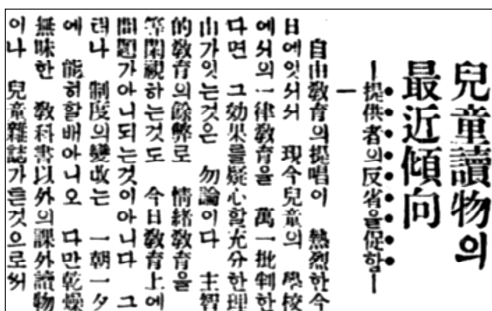 兒童讀物의
最近傾向
―提供者의反省을促함―
一
自由敎育의提唱이 熱烈한今
日에잇서서 現今兒童의 學校
에서의一律敎育을 萬一批判한
다면 그効果를疑心할充分한理
由가잇는것은 勿論이다 主智
的敎育의餘弊로 情緖敎育을
等閑視하는것도 今日敎育上에
問題가아니되는것이아니다 그
러나 制度의變改는 一朝一夕
에 能히할배아니오 다만乾燥
無味한 敎科書以外의課外讀物
이나 兒童雜誌가튼것으로써